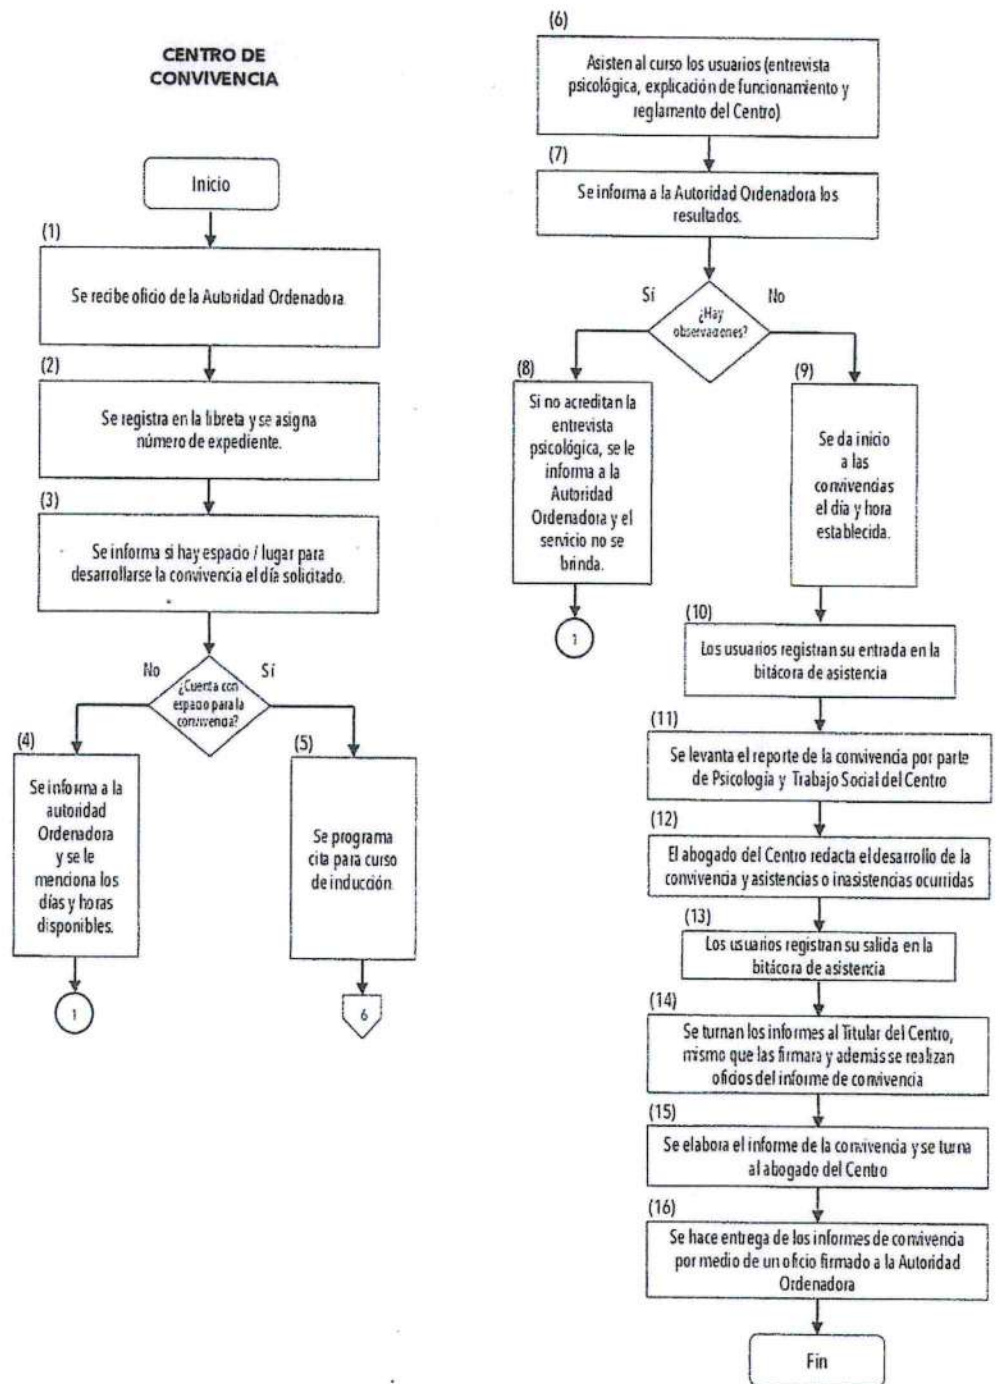 CENTRO DE
CONVIVENCIA
Inicio
(1)
Se recibe oficio de la Autoridad Ordenadora.
(2)
Se registra en la libreta y se asigna
número de expediente.
(3)
Se informa si hay espacio / lugar para
desarrollarse la convivencia el día solicitado.
No
Sí
¿Cuenta con
espacio para la
convivencia?
(4)
Se informa a la
autoridad
Ordenadora
y se le
menciona los
días y horas
disponibles.
1
(5)
Se programa
cita para curso
de inducción.
6
(6)
Asisten al curso los usuarios (entrevista
psicológica, explicación de funcionamiento y
reglamento del Centro)
(7)
Se informa a la Autoridad Ordenadora los
resultados.
Sí
No
¿Hay
observaciones?
(8)
Si no acreditan la
entrevista
psicológica, se le
informa a la
Autoridad
Ordenadora y el
servicio no se
brinda.
1
(9)
Se da inicio
a las
convivencias
el día y hora
establecida.
(10)
Los usuarios registran su entrada en la
bitácora de asistencia
(11)
Se levanta el reporte de la convivencia por parte
de Psicología y Trabajo Social del Centro
(12)
El abogado del Centro redacta el desarrollo de la
convivencia y asistencias o inasistencias ocurridas
(13)
Los usuarios registran su salida en la
bitácora de asistencia
(14)
Se turnan los informes al Titular del Centro,
mismo que las firmara y además se realizan
oficios del informe de convivencia
(15)
Se elabora el informe de la convivencia y se turna
al abogado del Centro
(16)
Se hace entrega de los informes de convivencia
por medio de un oficio firmado a la Autoridad
Ordenadora
Fin